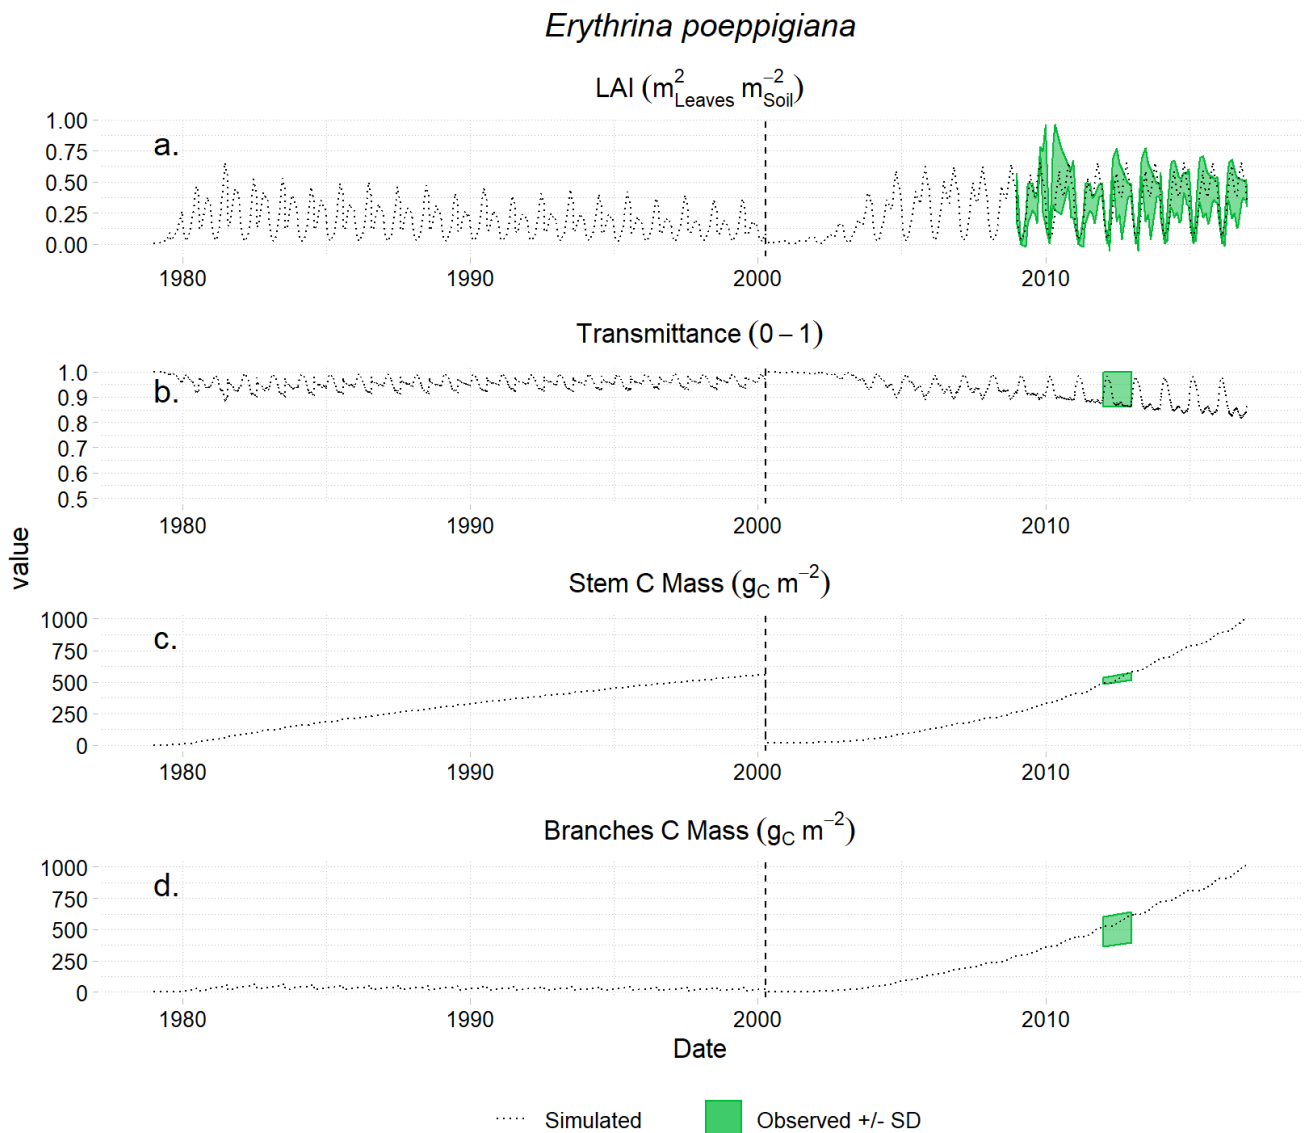 Erythrina poeppigiana
LAI (m²Leaves m⁻²Soil)
a.
1.00
0.75
0.50
0.25
0.00
1980 1990 2000 2010
Transmittance (0 – 1)
b.
1.0
0.9
0.8
0.7
0.6
0.5
1980 1990 2000 2010
value
Stem C Mass (gC m⁻²)
c.
1000
750
500
250
0
1980 1990 2000 2010
Branches C Mass (gC m⁻²)
d.
1000
750
500
250
0
1980 1990 2000 2010
Date
Simulated Observed +/- SD